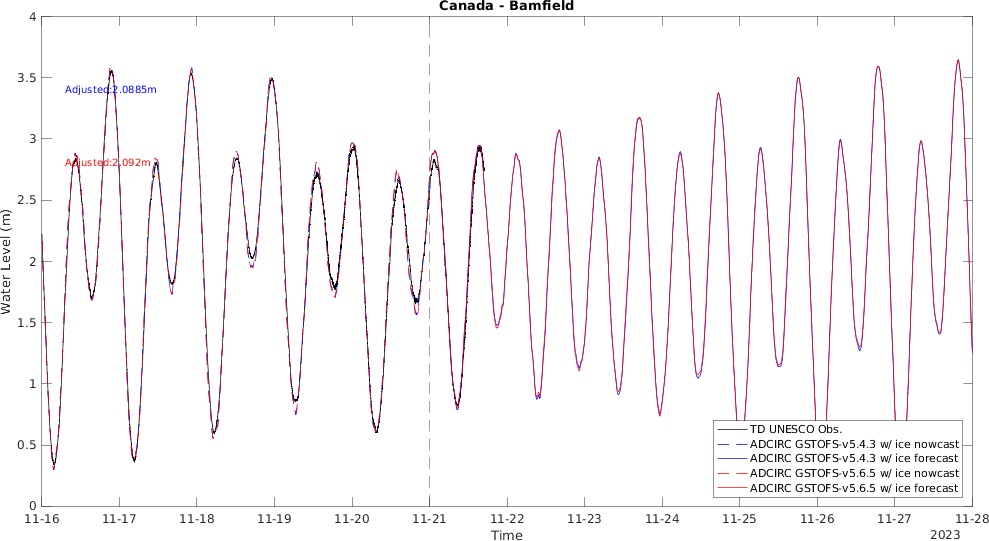 Canada - Bamfield
4
3.5
3
2.5
2
1.5
1
0.5
0
Water Level (m)
Adjusted:2.0885m
Adjusted:2.092m
TD UNESCO Obs.
ADCIRC GSTOFS-v5.4.3 w/ ice nowcast
ADCIRC GSTOFS-v5.4.3 w/ ice forecast
ADCIRC GSTOFS-v5.6.5 w/ ice nowcast
ADCIRC GSTOFS-v5.6.5 w/ ice forecast
11-16 11-17 11-18 11-19 11-20 11-21 11-22 11-23 11-24 11-25 11-26 11-27 11-28
Time
2023